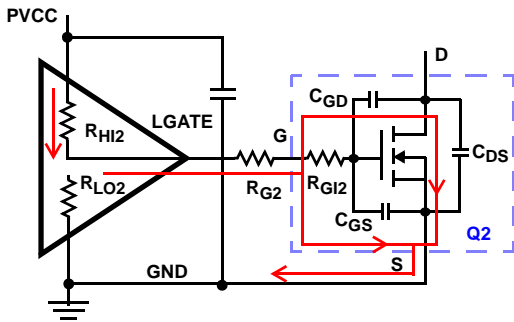 PVCC
D
CGD
RHI2
LGATE
G
CDS
RLO2
RG2
RGI2
CGS
Q2
GND
S